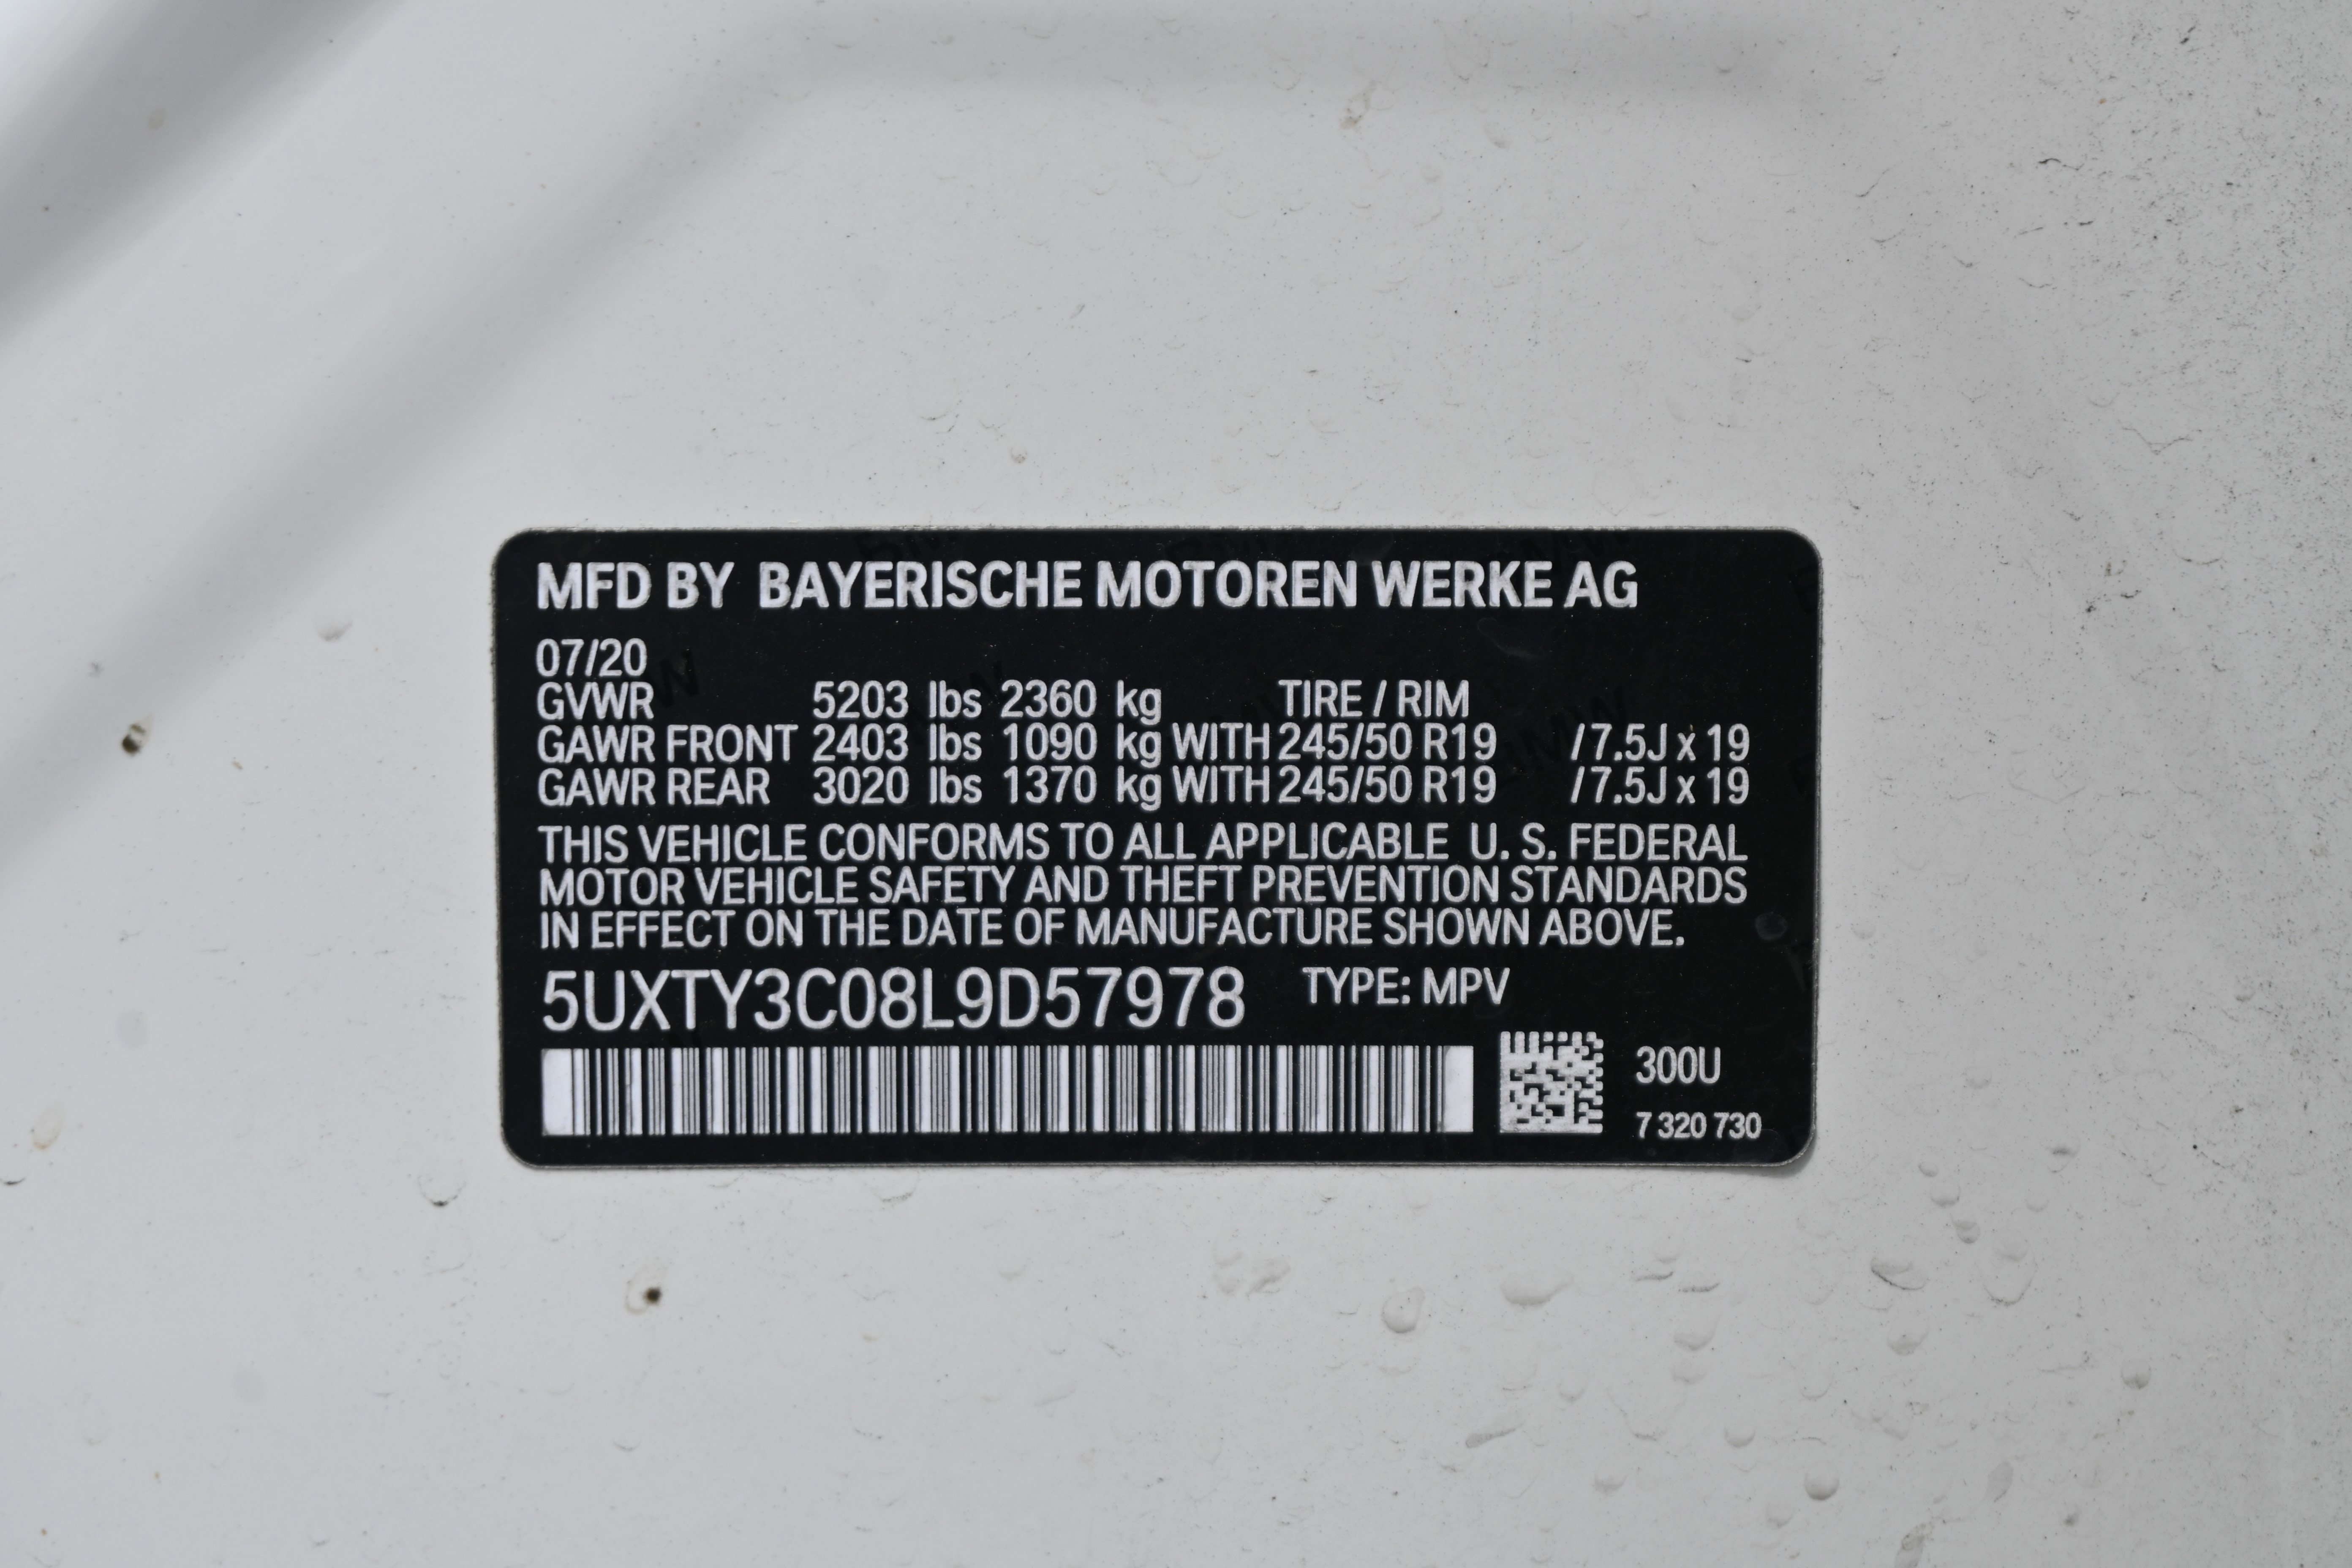 MFD BY BAYERISCHE MOTOREN WERKE AG
07/20
GVWR 5203 lbs 2360 kg TIRE / RIM
GAWR FRONT 2403 lbs 1090 kg WITH 245/50 R19 / 7.5J x 19
GAWR REAR 3020 lbs 1370 kg WITH 245/50 R19 / 7.5J x 19
THIS VEHICLE CONFORMS TO ALL APPLICABLE U. S. FEDERAL
MOTOR VEHICLE SAFETY AND THEFT PREVENTION STANDARDS
IN EFFECT ON THE DATE OF MANUFACTURE SHOWN ABOVE.
5UXTY3C08L9D57978 TYPE: MPV
300U
7 320 730